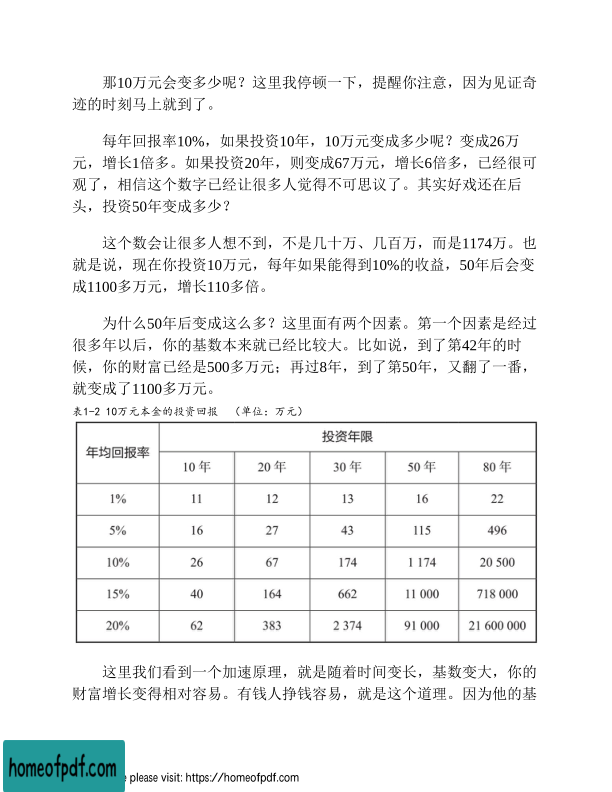 那10万元会变多少呢？这里我停顿一下，提醒你注意，因为见证奇
迹的时刻马上就到了。
每年回报率10%，如果投资10年，10万元变成多少呢？变成26万
元，增长1倍多。如果投资20年，则变成67万元，增长6倍多，已经很可
观了，相信这个数字已经让很多人觉得不可思议了。其实好戏还在后
头，投资50年变成多少？
这个数会让很多人想不到，不是几十万、几百万，而是1174万。也
就是说，现在你投资10万元，每年如果能得到10%的收益，50年后会变
成1100多万元，增长110多倍。
为什么50年后变成这么多？这里面有两个因素。第一个因素是经过
很多年以后，你的基数本来就已经比较大。比如说，到了第42年的时
候，你的财富已经是500多万元；再过8年，到了第50年，又翻了一番，
就变成了1100多万元。
表1-2 10万元本金的投资回报 （单位：万元）
年均回报率 投资年限
10 年 20 年 30 年 50 年 80 年
1% 11 12 13 16 22
5% 16 27 43 115 496
10% 26 67 174 1 174 20 500
15% 40 164 662 11 000 718 000
20% 62 383 2 374 91 000 21 600 000
这里我们看到一个加速原理，就是随着时间变长，基数变大，你的
财富增长变得相对容易。有钱人挣钱容易，就是这个道理。因为他的基
homeofpdf.com
please visit: https://homeofpdf.com